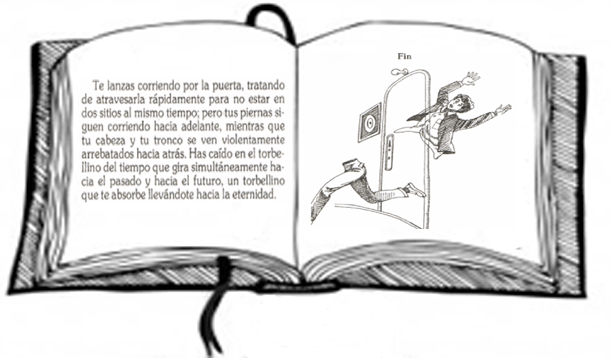 Te lanzas corriendo por la puerta, tratando
de atravesarla rápidamente para no estar en
dos sitios al mismo tiempo; pero tus piernas si-
guen corriendo hacia adelante, mientras que
tu cabeza y tu tronco se ven violentamente
arrebatados hacia atrás. Has caído en el torbe-
llino del tiempo que gira simultáneamente ha-
cia el pasado y hacia el futuro, un torbellino
que te absorbe llevándote hacia la eternidad.
Fin